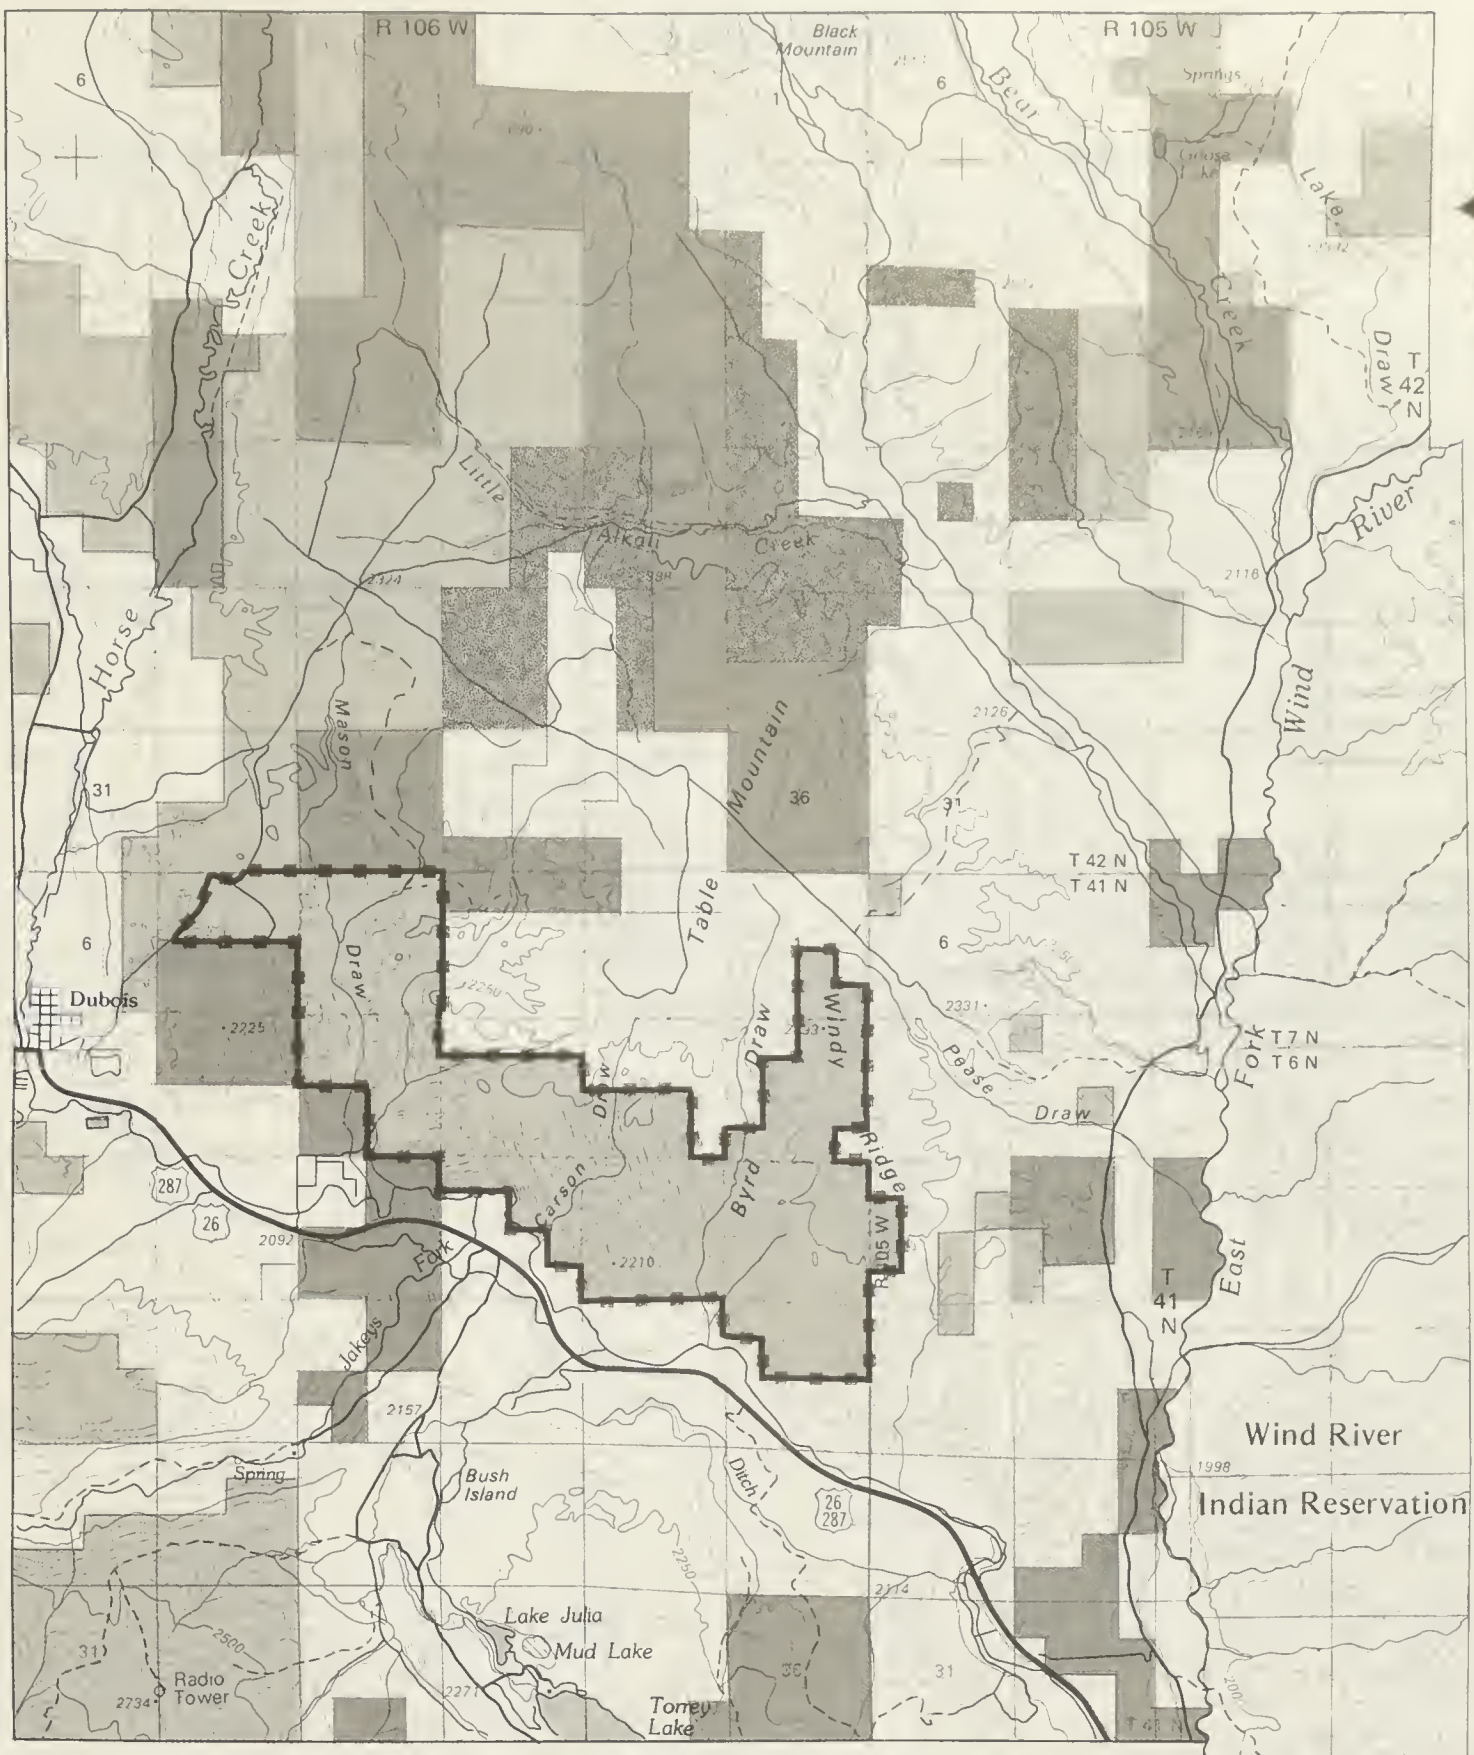 R 106 W
R 105 W
Black
Mountain
6
1
6
Bear
Springs
Creek
Lake
Creek
Draw
T
42
N
Little
Alkali
Creek
River
2324
2116
Horse
Wind
Mason
2126
Mountain
31
36
31
T 42 N
T 41 N
Table
6
6
Draw
Dubois
2250
Draw
Windy
2331
2225
Fork
T 7 N
T 6 N
Draw
Pease
Draw
Ridge
287
26
Carson
Byrd
2092
Fork
2210
R 105 W
East
T
41
N
Jakeys
2157
Wind River
Spring
Bush
Island
Ditch
26
287
1998
Indian Reservation
2250
2114
Lake Julia
31
2500
Mud Lake
Radio
Tower
36
31
2734
2271
Torrey
Lake
T 41 N